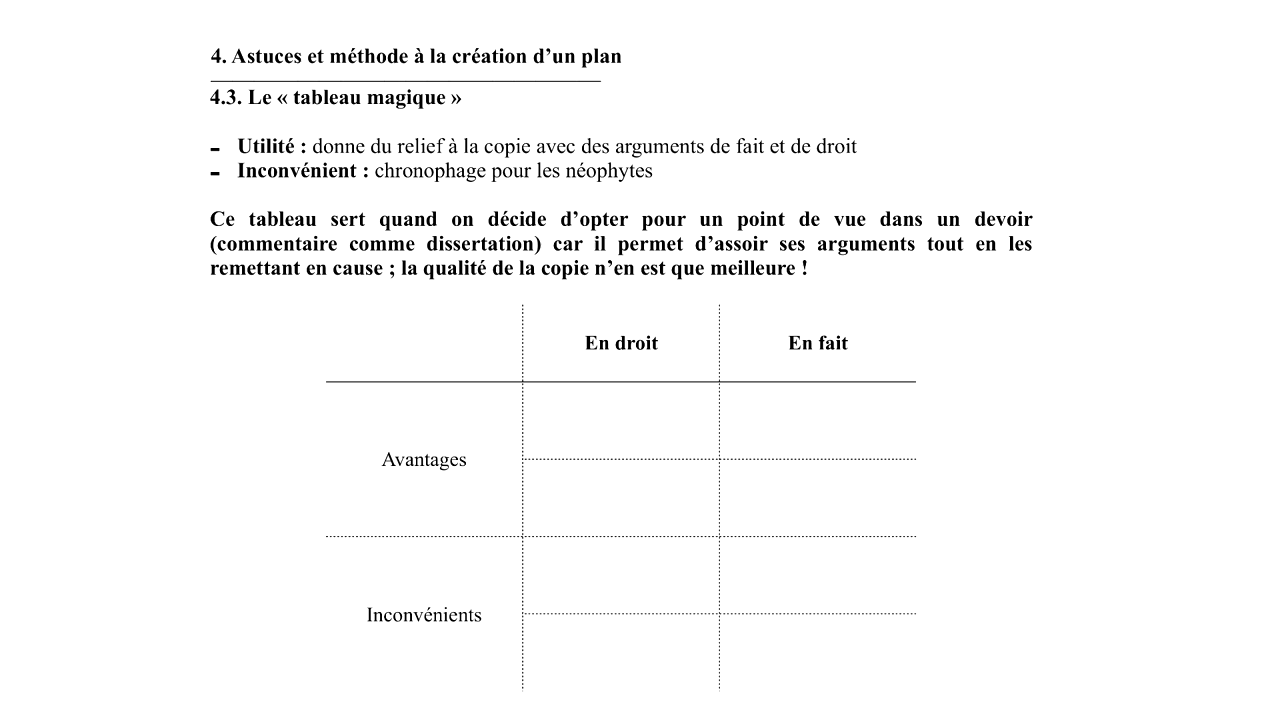 4. Astuces et méthode à la création d’un plan
4.3. Le « tableau magique »
- Utilité : donne du relief à la copie avec des arguments de fait et de droit
- Inconvénient : chronophage pour les néophytes
Ce tableau sert quand on décide d’opter pour un point de vue dans un devoir
(commentaire comme dissertation) car il permet d’assoir ses arguments tout en les
remettant en cause ; la qualité de la copie n’en est que meilleure !
En droit En fait
Avantages
Inconvénients